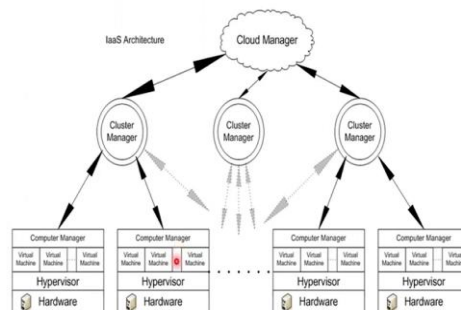 IaaS Architecture
Cloud Manager
Cluster
Manager
Cluster
Manager
Cluster
Manager
Computer Manager
Virtual
Machine
Virtual
Machine
Virtual
Machine
Hypervisor
Hardware
Computer Manager
Virtual
Machine
Virtual
Machine
Virtual
Machine
Hypervisor
Hardware
Computer Manager
Virtual
Machine
Virtual
Machine
Virtual
Machine
Hypervisor
Hardware
Computer Manager
Virtual
Machine
Virtual
Machine
Virtual
Machine
Hypervisor
Hardware